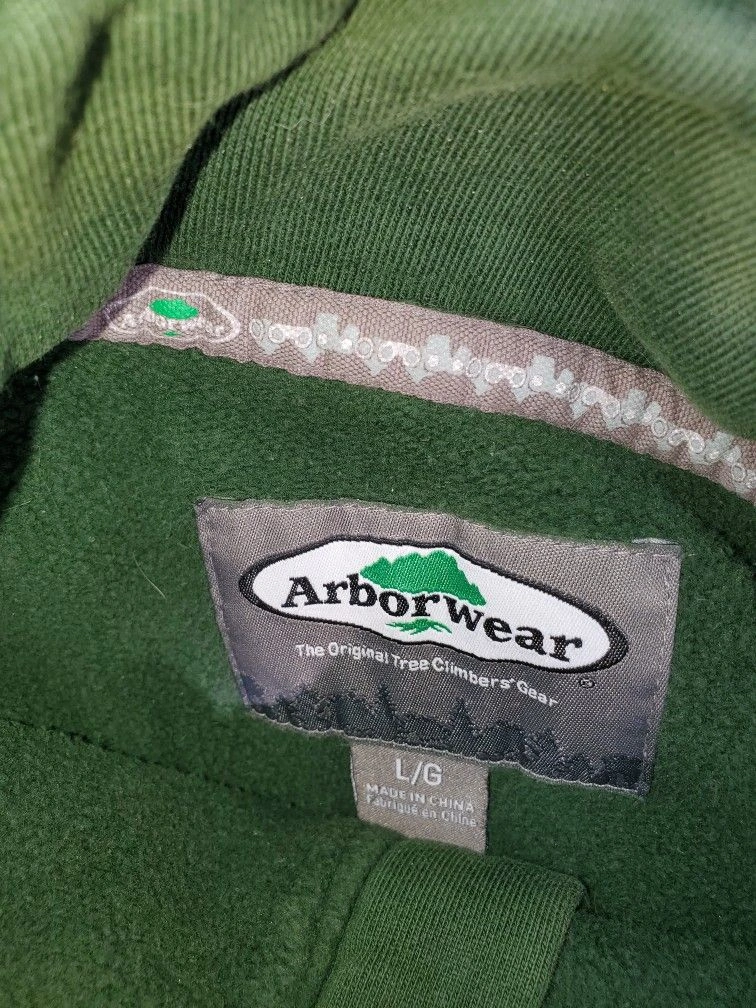 Arborwear
The Original Tree Climbers' Gear
®
L/G
MADE IN CHINA
Fabriqué en Chine